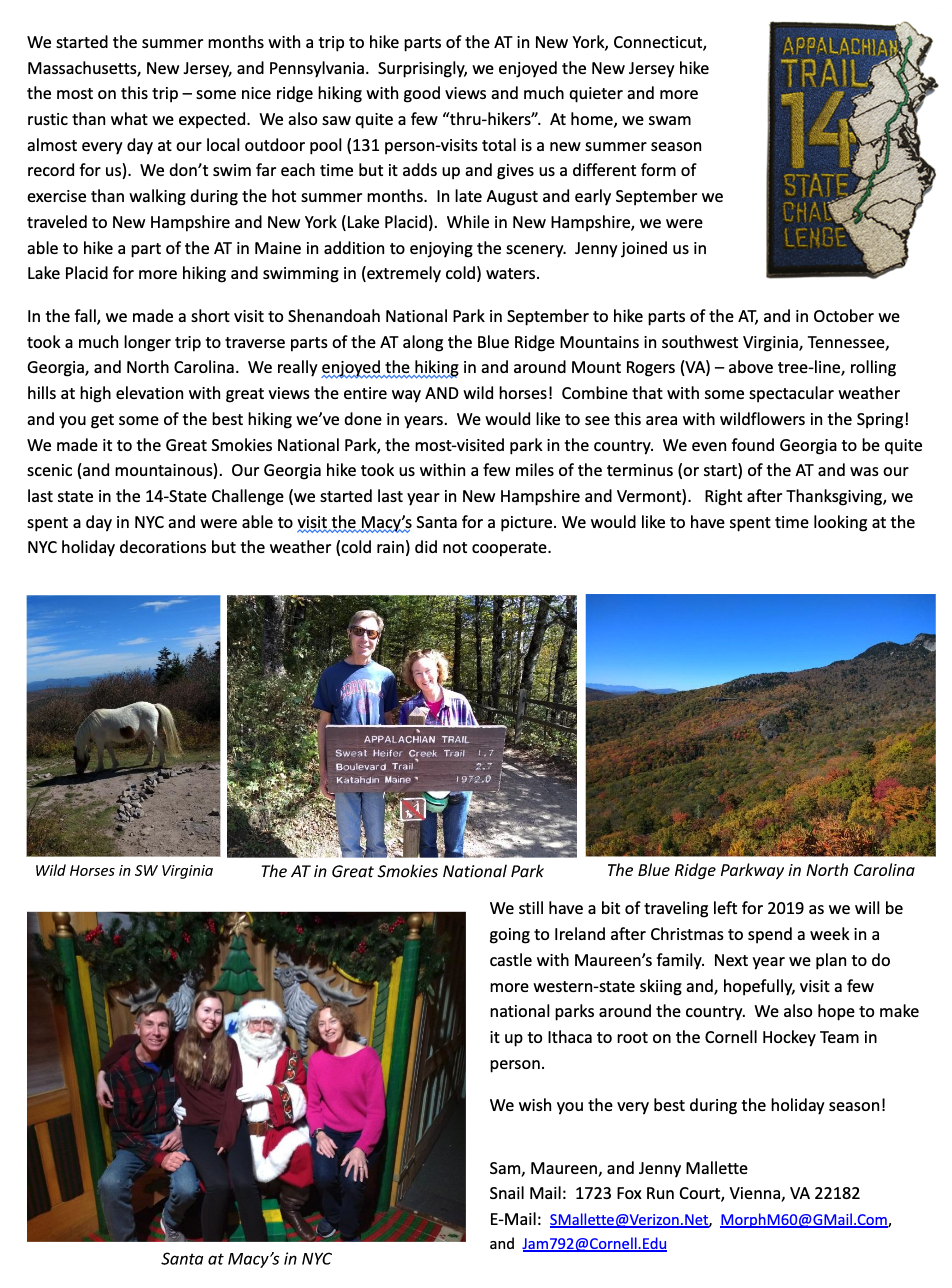 We started the summer months with a trip to hike parts of the AT in New York, Connecticut,
Massachusetts, New Jersey, and Pennsylvania.  Surprisingly, we enjoyed the New Jersey hike
the most on this trip – some nice ridge hiking with good views and much quieter and more
rustic than what we expected.  We also saw quite a few “thru-hikers”.  At home, we swam
almost every day at our local outdoor pool (131 person-visits total is a new summer season
record for us).  We don’t swim far each time but it adds up and gives us a different form of
exercise than walking during the hot summer months.  In late August and early September we
traveled to New Hampshire and New York (Lake Placid).  While in New Hampshire, we were
able to hike a part of the AT in Maine in addition to enjoying the scenery.  Jenny joined us in
Lake Placid for more hiking and swimming in (extremely cold) waters.
APPALACHIAN
TRAIL
14
STATE
CHAL
LENGE
In the fall, we made a short visit to Shenandoah National Park in September to hike parts of the AT, and in October we
took a much longer trip to traverse parts of the AT along the Blue Ridge Mountains in southwest Virginia, Tennessee,
Georgia, and North Carolina.  We really enjoyed the hiking in and around Mount Rogers (VA) – above tree-line, rolling
hills at high elevation with great views the entire way AND wild horses!  Combine that with some spectacular weather
and you get some of the best hiking we’ve done in years.  We would like to see this area with wildflowers in the Spring!
We made it to the Great Smokies National Park, the most-visited park in the country.  We even found Georgia to be quite
scenic (and mountainous).  Our Georgia hike took us within a few miles of the terminus (or start) of the AT and was our
last state in the 14-State Challenge (we started last year in New Hampshire and Vermont).   Right after Thanksgiving, we
spent a day in NYC and were able to visit the Macy’s Santa for a picture. We would like to have spent time looking at the
NYC holiday decorations but the weather (cold rain) did not cooperate.
CORNELL
APPALACHIAN TRAIL
Sweat Heifer Creek Trail 1.7
Boulevard Trail 2.7
Katahdin Maine 1972.0
Wild Horses in SW Virginia
The AT in Great Smokies National Park
The Blue Ridge Parkway in North Carolina
We still have a bit of traveling left for 2019 as we will be
going to Ireland after Christmas to spend a week in a
castle with Maureen’s family.  Next year we plan to do
more western-state skiing and, hopefully, visit a few
national parks around the country.  We also hope to make
it up to Ithaca to root on the Cornell Hockey Team in
person.
We wish you the very best during the holiday season!
Sam, Maureen, and Jenny Mallette
Snail Mail:  1723 Fox Run Court, Vienna, VA 22182
E-Mail:  SMallette@Verizon.Net,  MorphM60@GMail.Com,
and  Jam792@Cornell.Edu
Santa at Macy’s in NYC